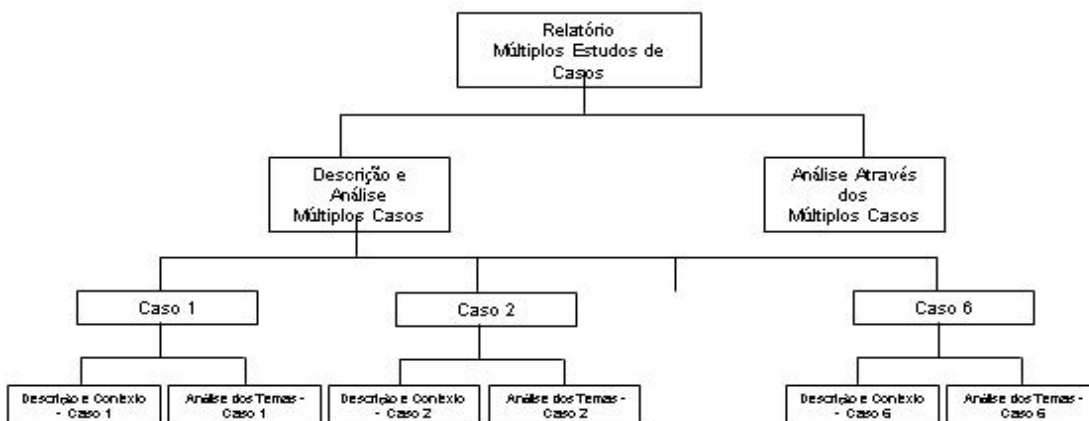 Relatório
Múltiplos Estudos de
Casos
Descrição e
Análise
Múltiplos Casos
Análise Através
dos
Múltiplos Casos
Caso 1
Caso 2
Caso 6
Descrição e Contexto
- Caso 1
Análise dos Temas -
Caso 1
Descrição e Contexto
- Caso 2
Análise dos Temas -
Caso 2
Descrição e Contexto
- Caso 6
Análise dos Temas -
Caso 6